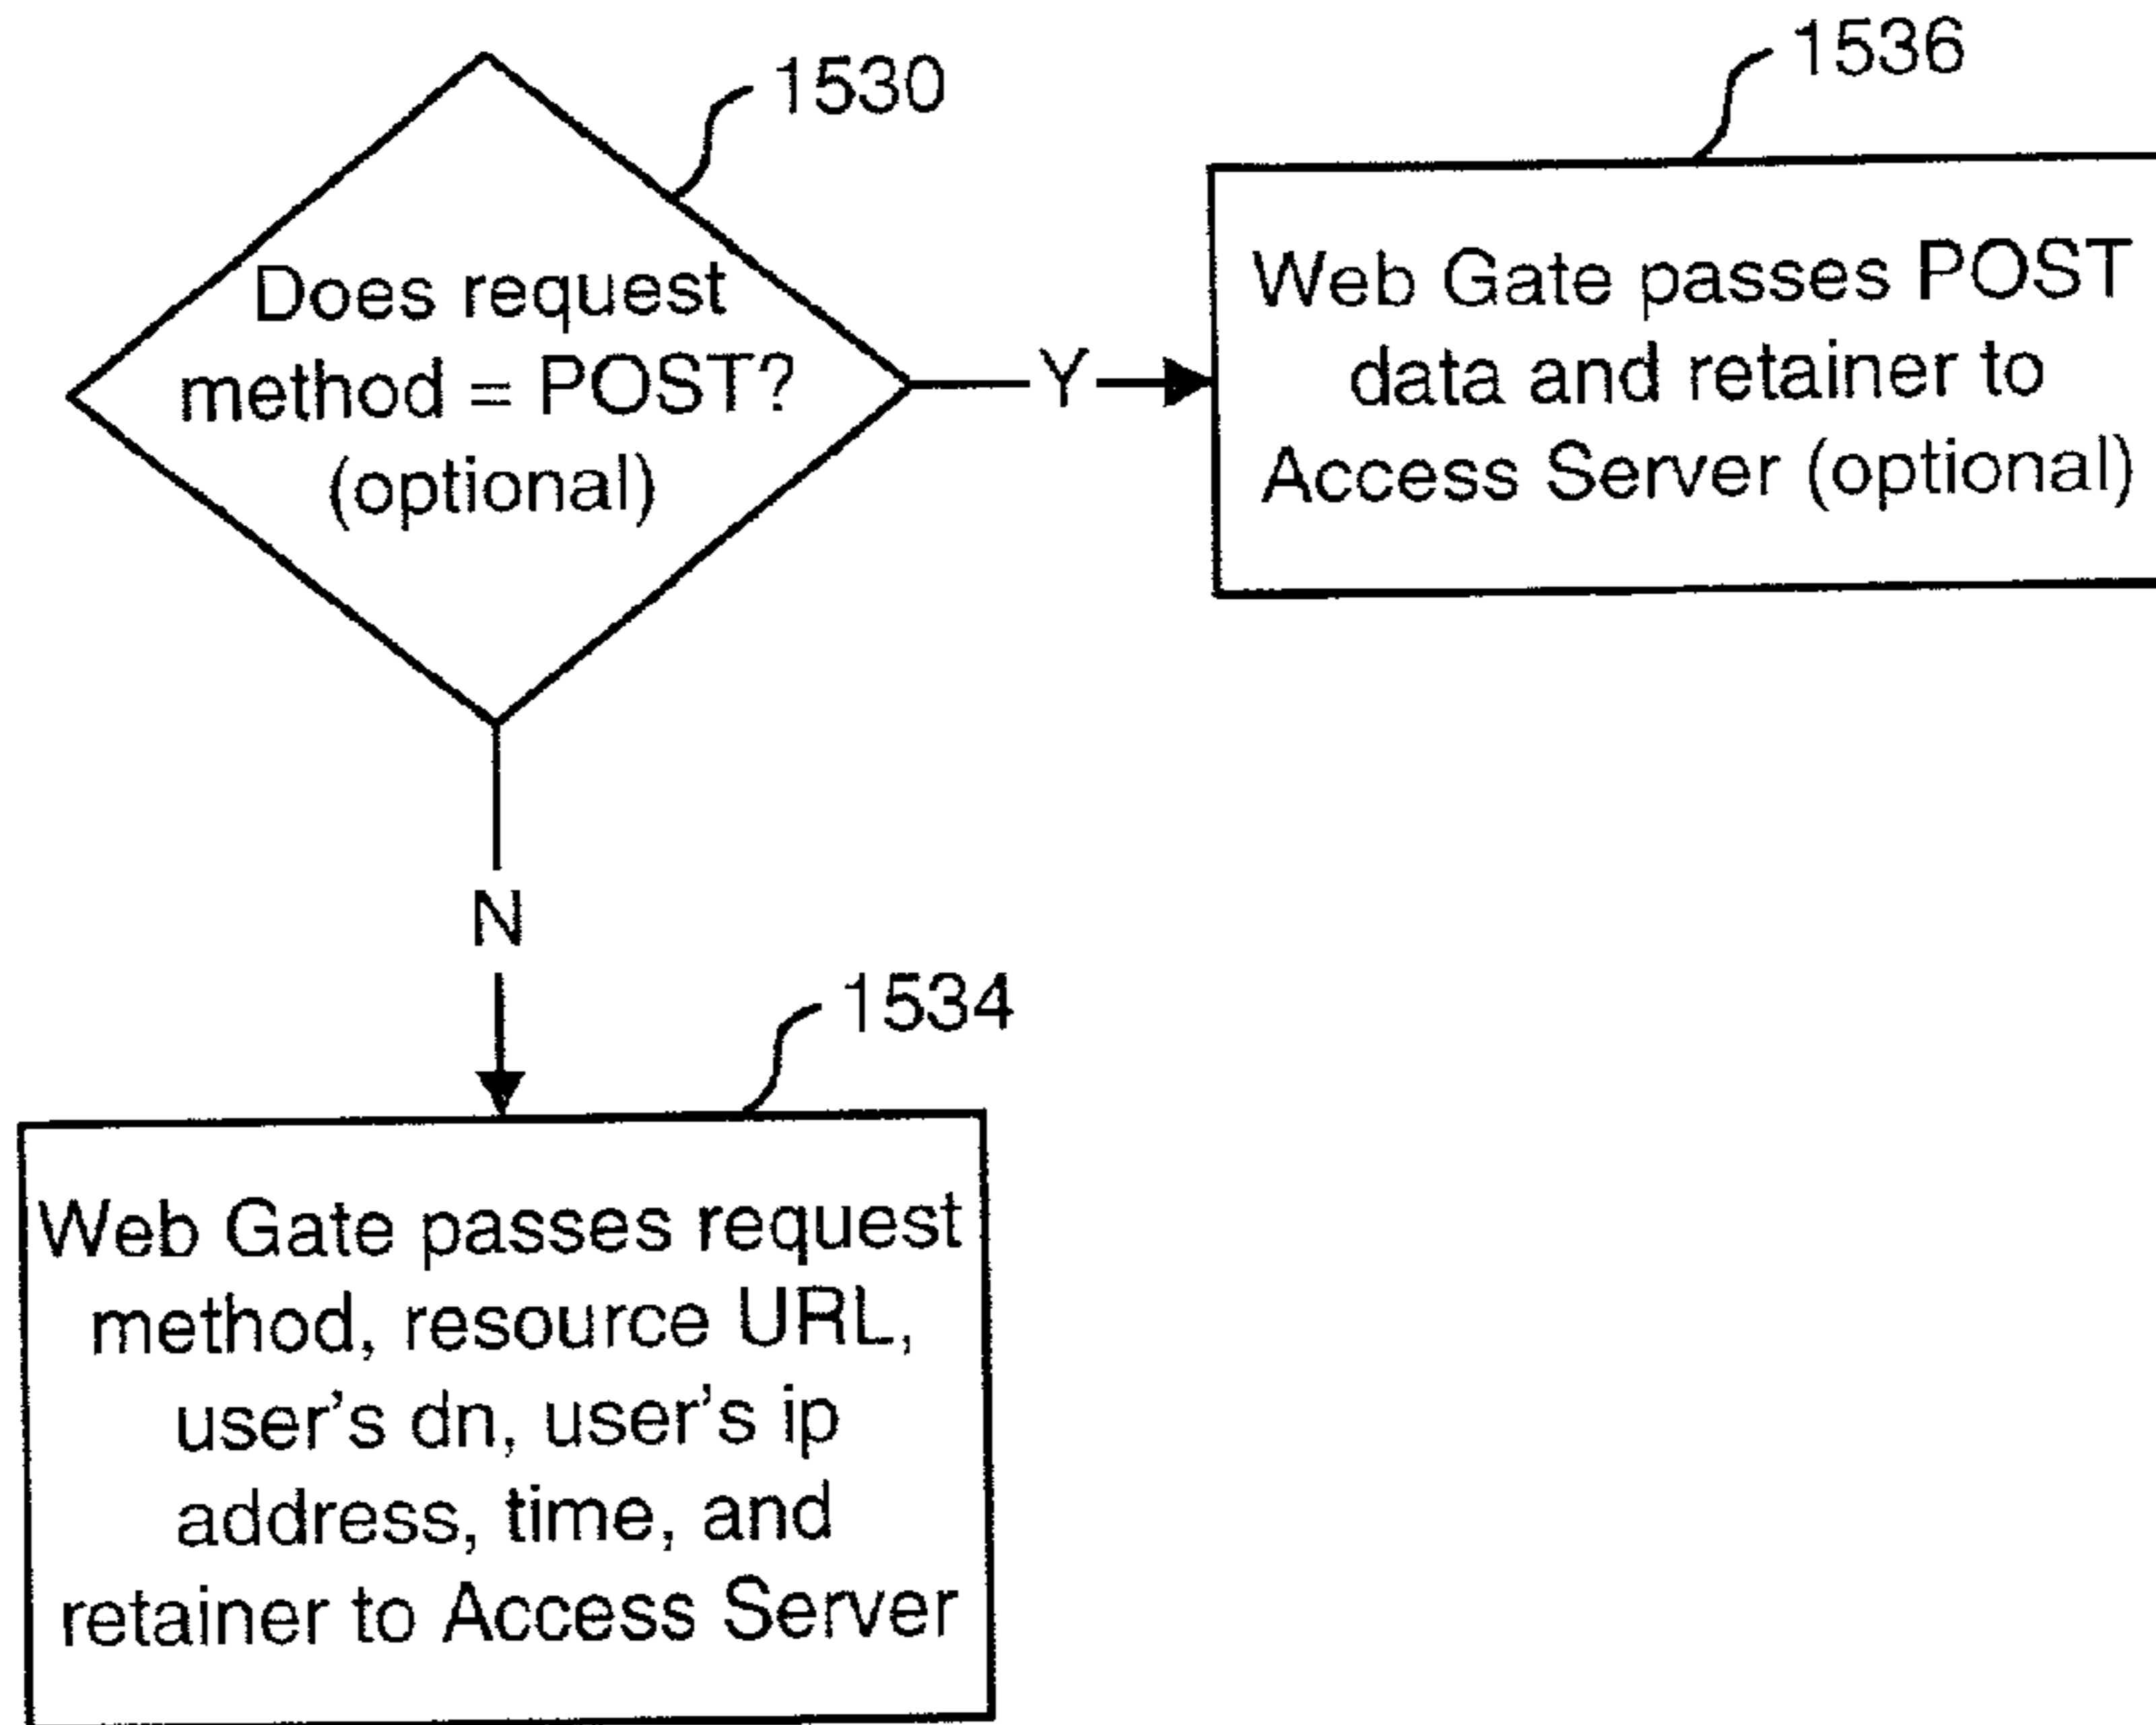 1530
Does request
method = POST?
(optional)
Y
1536
Web Gate passes POST
data and retainer to
Access Server (optional)
N
1534
Web Gate passes request
method, resource URL,
user's dn, user's ip
address, time, and
retainer to Access Server